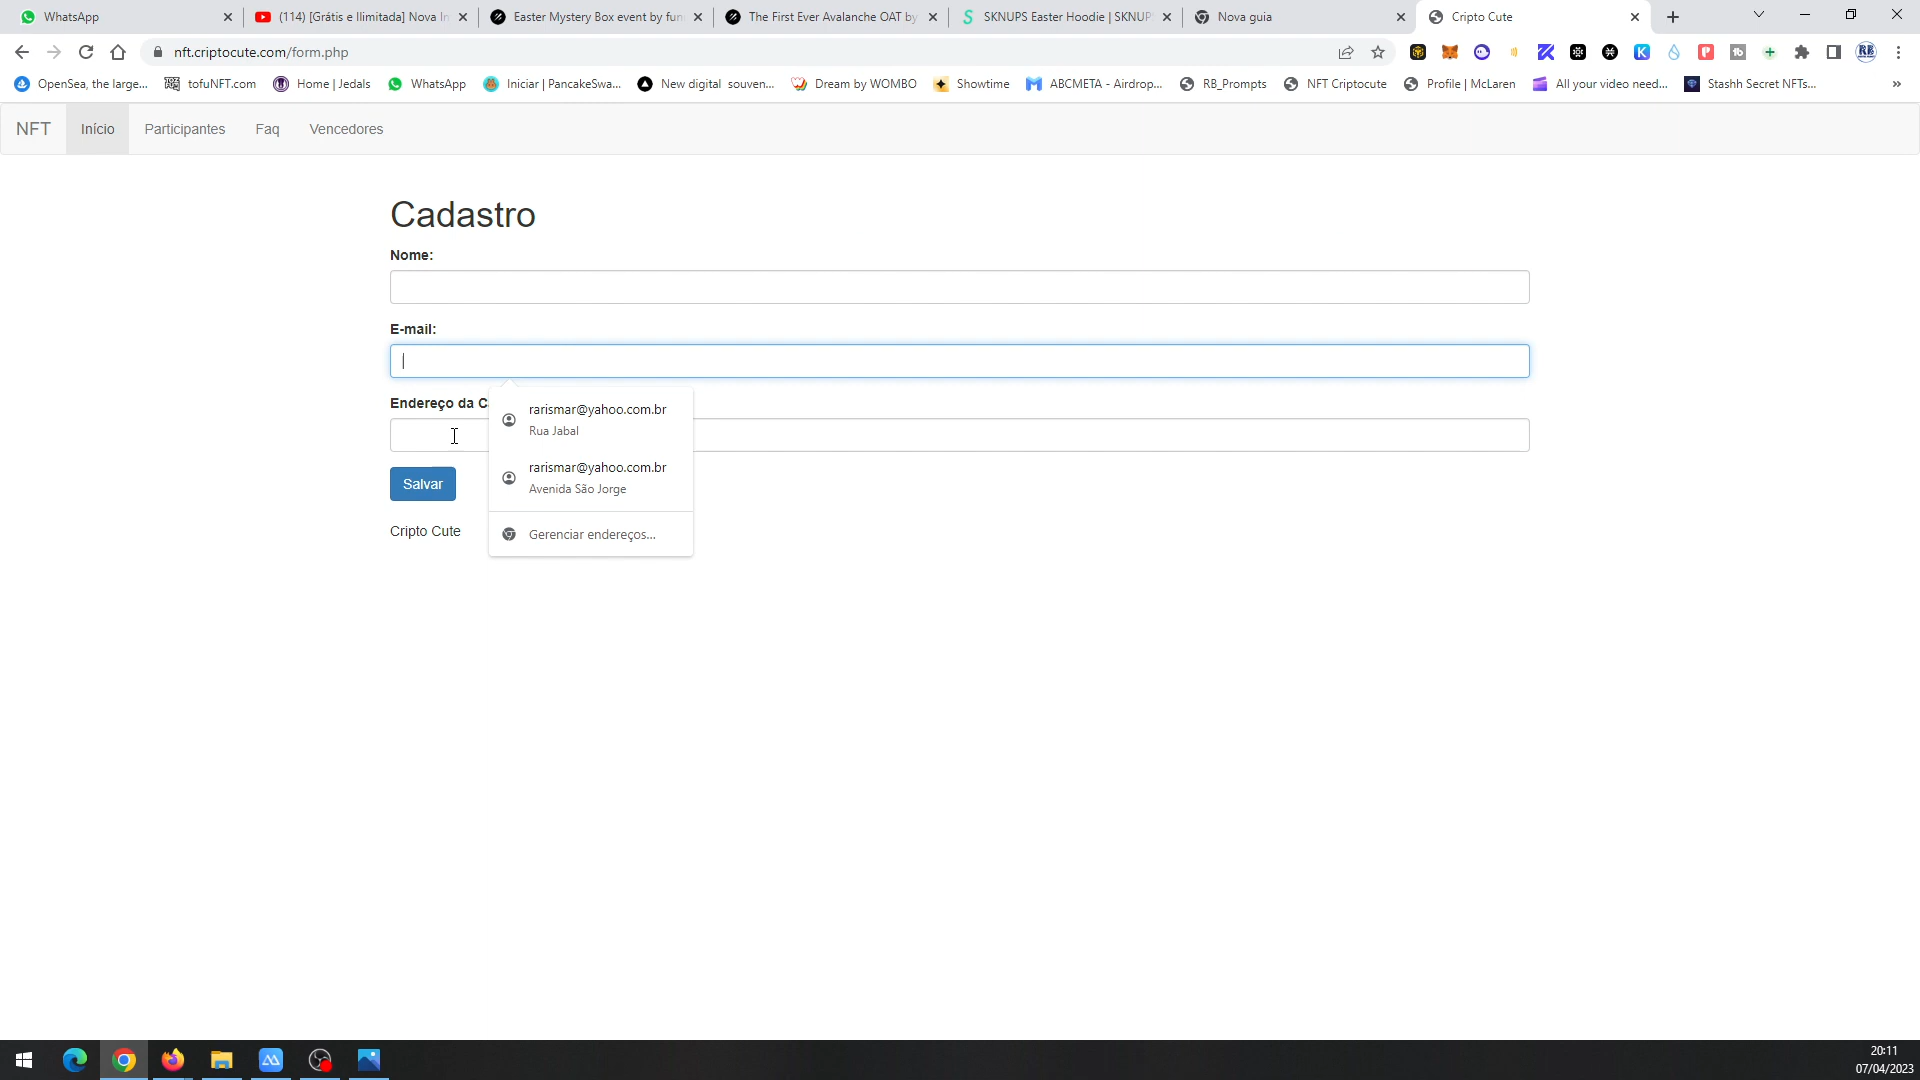 WhatsApp
(114) [Grátis e Ilimitada] Nova In
Easter Mystery Box event by fun
The First Ever Avalanche OAT by
SKNUPS Easter Hoodie | SKNUPS
Nova guia
Cripto Cute
nft.criptocute.com/form.php
OpenSea, the large...
tofuNFT.com
Home | Jedals
WhatsApp
Iniciar | PancakeSwa...
New digital souven...
Dream by WOMBO
Showtime
ABCMETA - Airdrop...
RB_Prompts
NFT Criptocute
Profile | McLaren
All your video need...
Stashh Secret NFTs...
»
NFT
Início
Participantes
Faq
Vencedores
Cadastro
Nome:
E-mail:
Endereço da C
rarismar@yahoo.com.br
Rua Jabal
rarismar@yahoo.com.br
Avenida São Jorge
Gerenciar endereços...
Salvar
Cripto Cute
20:11
07/04/2023